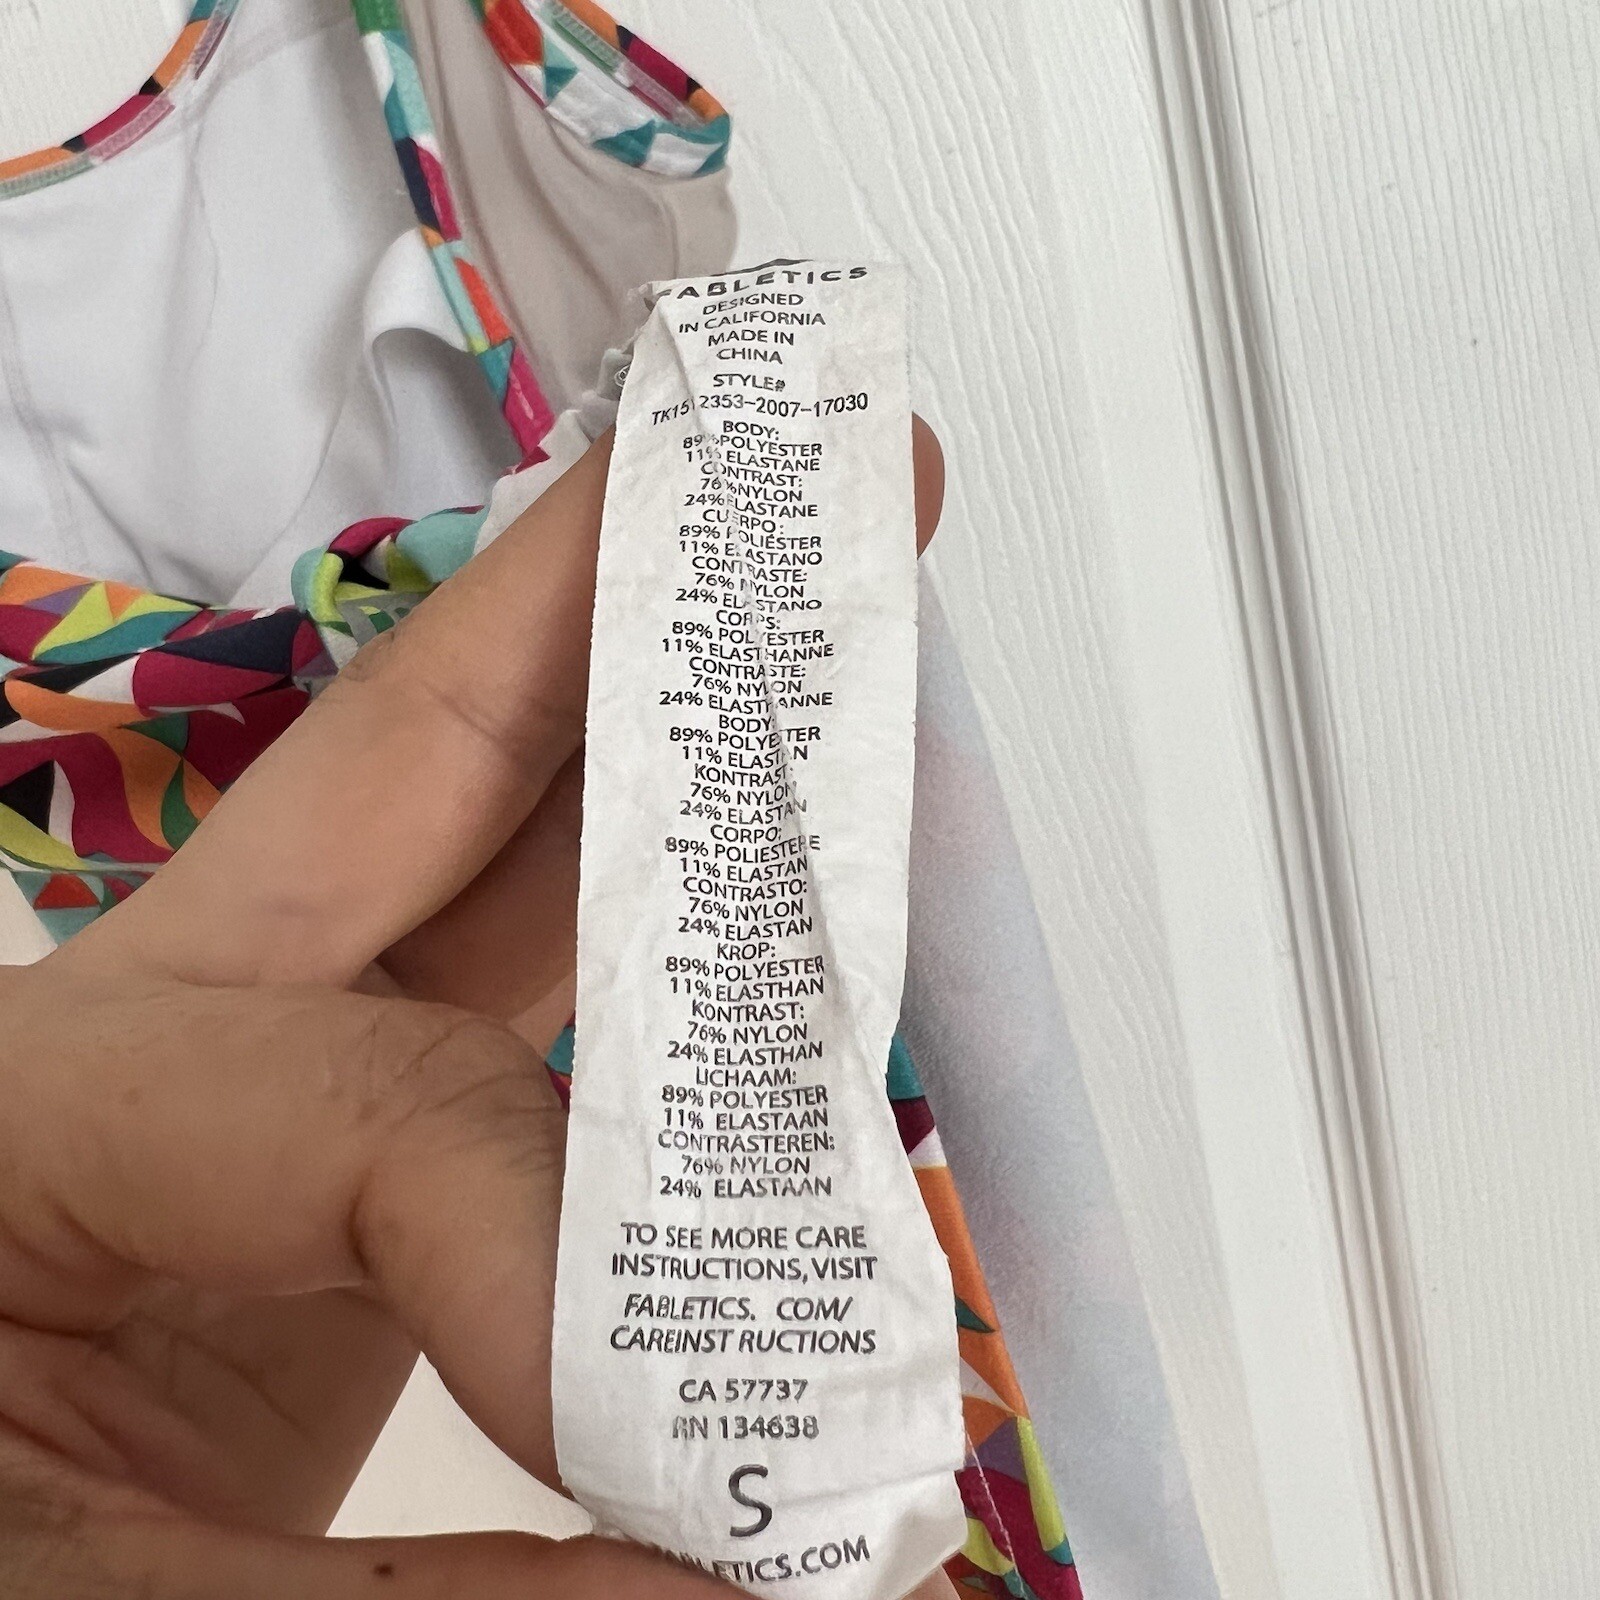 FABLETICS
DESIGNED
IN CALIFORNIA
MADE IN
CHINA
STYLE#
TK1512353-2007-17030
BODY:
89%POLYESTER
11% ELASTANE
CONTRAST:
76%NYLON
24%ELASTANE
CUERPO:
89% POLIÉSTER
11% ELASTANO
CONTRASTE:
76% NYLON
24% ELASTANO
CORPS:
89% POLYESTER
11% ELASTHANNE
CONTRASTE:
76% NYLON
24% ELASTHANNE
BODY:
89% POLYESTER
11% ELASTAN
KONTRAST:
76% NYLON
24% ELASTAN
CORPO:
89% POLIESTERE
11% ELASTAN
CONTRASTO:
76% NYLON
24% ELASTAN
KROP:
89% POLYESTER
11% ELASTHAN
KONTRAST:
76% NYLON
24% ELASTHAN
LICHAAM:
89% POLYESTER
11% ELASTAAN
CONTRASTEREN:
76% NYLON
24% ELASTAAN
TO SEE MORE CARE
INSTRUCTIONS, VISIT
FABLETICS. COM/
CAREINST RUCTIONS
CA 57737
RN 134638
S
FABLETICS.COM